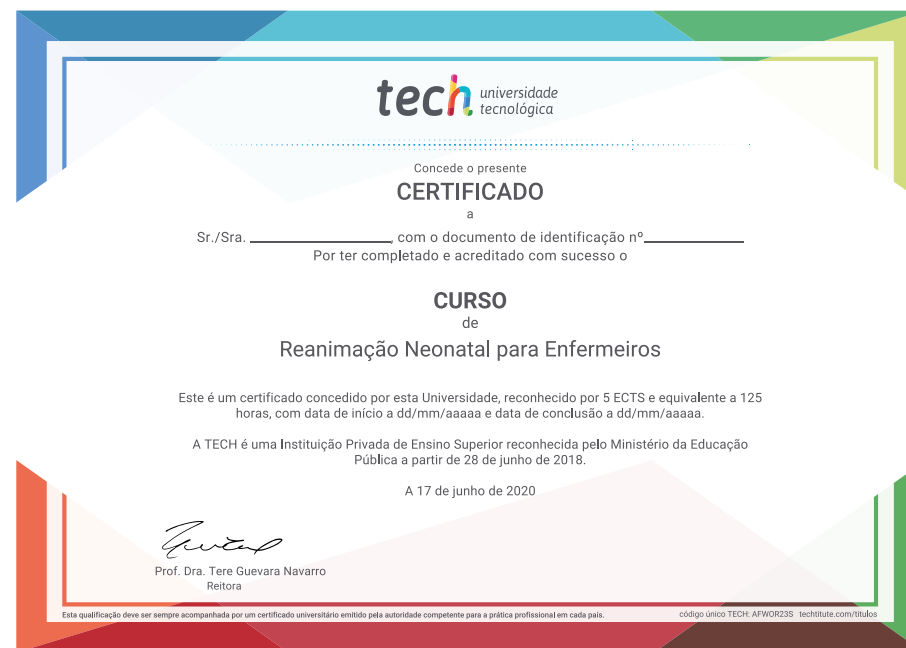 tech universidade
tecnológica
Concede o presente
CERTIFICADO
a
Sr./Sra. ____________________, com o documento de identificação nº______________
Por ter completado e acreditado com sucesso o
CURSO
de
Reanimação Neonatal para Enfermeiros
Este é um certificado concedido por esta Universidade, reconhecido por 5 ECTS e equivalente a 125
horas, com data de início a dd/mm/aaaaa e data de conclusão a dd/mm/aaaaa.
A TECH é uma Instituição Privada de Ensino Superior reconhecida pelo Ministério da Educação
Pública a partir de 28 de junho de 2018.
A 17 de junho de 2020
Prof. Dra. Tere Guevara Navarro
Reitora
Esta qualificação deve ser sempre acompanhada por um certificado universitário emitido pela autoridade competente para a prática profissional em cada país.
código único TECH: AFWOR23S techtitute.com/titulos